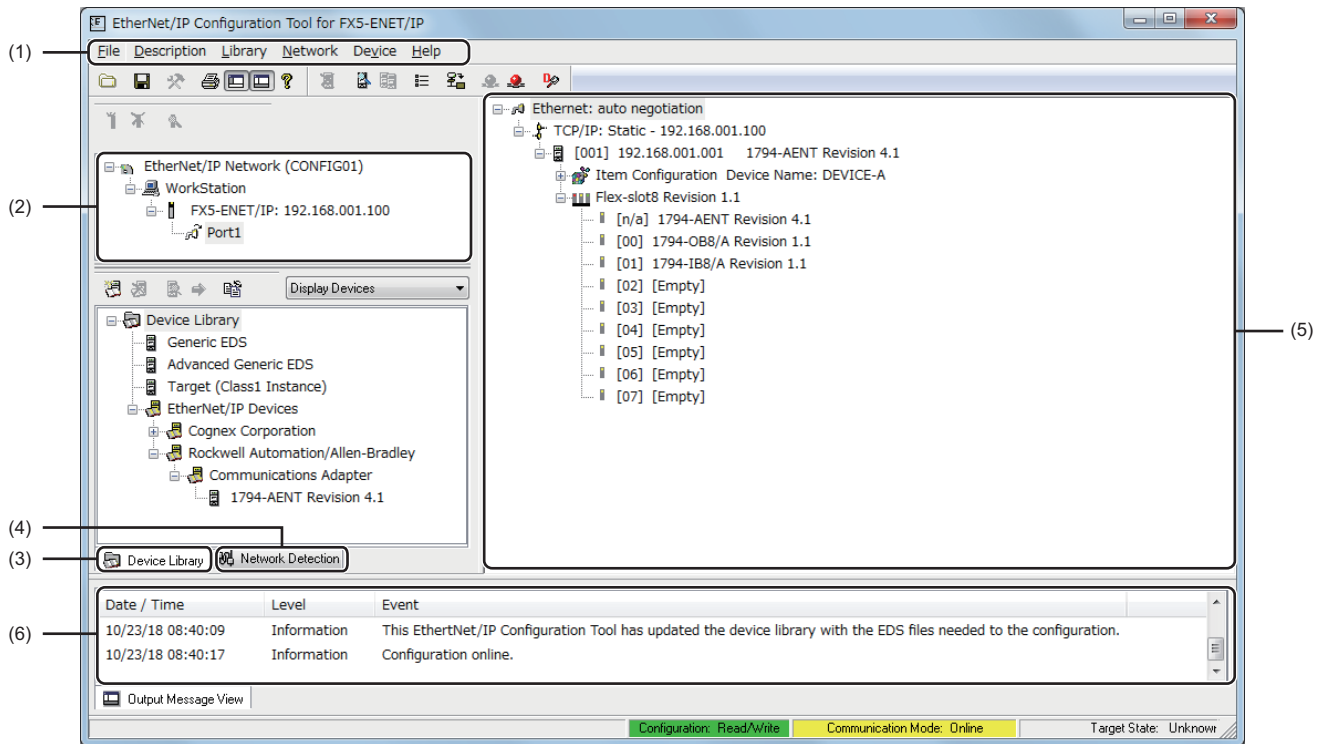 EtherNet/IP Configuration Tool for FX5-ENET/IP
(1)
File Description Library Network Device Help
EtherNet/IP Network (CONFIG01)
WorkStation
(2)
FX5-ENET/IP: 192.168.001.100
Port1
Display Devices
Device Library
Generic EDS
Advanced Generic EDS
Target (Class1 Instance)
EtherNet/IP Devices
Cognex Corporation
Rockwell Automation/Allen-Bradley
Communications Adapter
1794-AENT Revision 4.1
(4)
(3)
Device Library
Network Detection
Ethernet: auto negotiation
TCP/IP: Static - 192.168.001.100
[001] 192.168.001.001 1794-AENT Revision 4.1
Item Configuration Device Name: DEVICE-A
Flex-slot8 Revision 1.1
[n/a] 1794-AENT Revision 4.1
[00] 1794-OB8/A Revision 1.1
[01] 1794-IB8/A Revision 1.1
[02] [Empty]
[03] [Empty]
[04] [Empty]
[05] [Empty]
[06] [Empty]
[07] [Empty]
(5)
Date / Time Level Event
(6)
10/23/18 08:40:09 Information This EthertNet/IP Configuration Tool has updated the device library with the EDS files needed to the configuration.
10/23/18 08:40:17 Information Configuration online.
Output Message View
Configuration: Read/Write Communication Mode: Online Target State: Unknowr